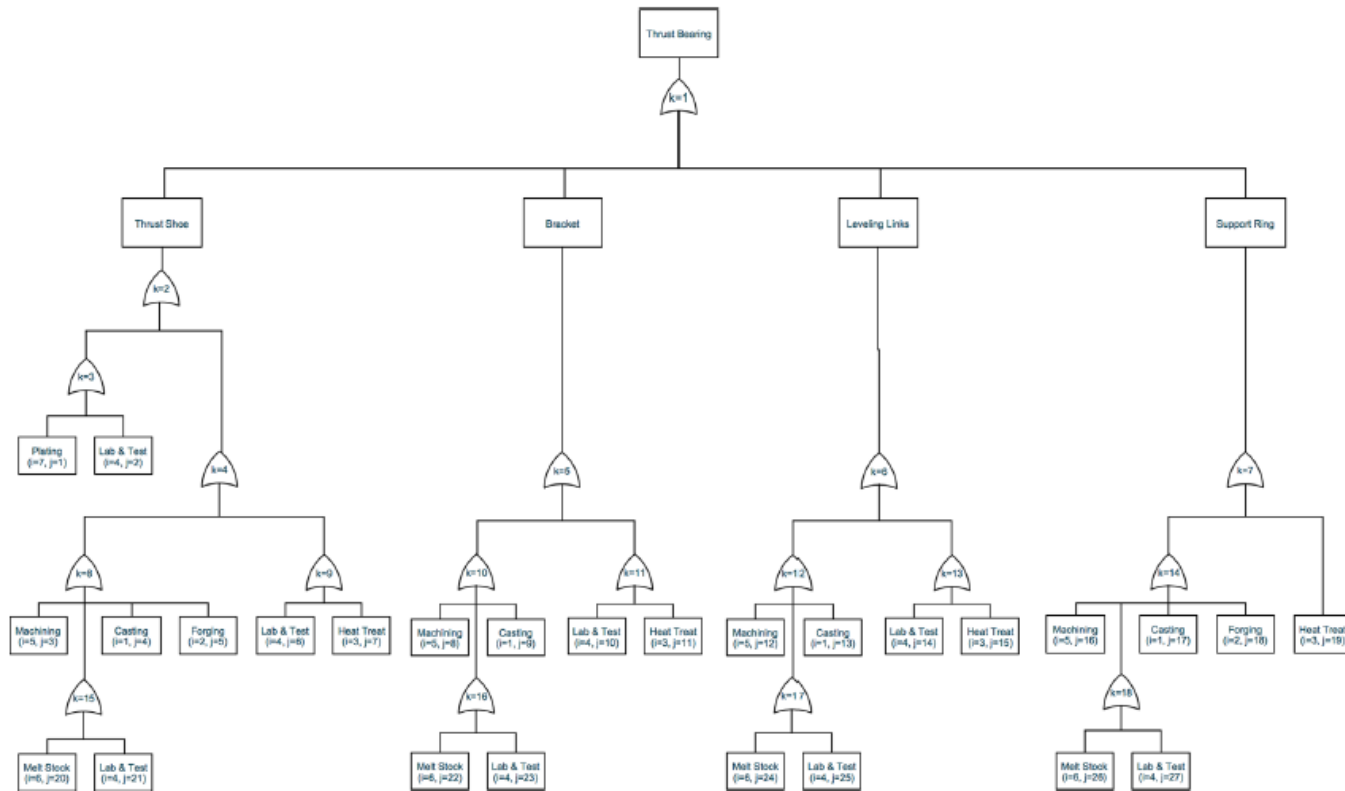 Thrust Bearing
k=1
Thrust Shoe
Bracket
Leveling Links
Support Ring
k=2
k=3
Plating
(i=7, j=1)
Lab & Test
(i=4, j=2)
k=4
k=5
k=6
k=7
k=8
k=9
k=10
k=11
k=12
k=13
k=14
Machining
(i=5, j=3)
Casting
(i=1, j=4)
Forging
(i=2, j=5)
Lab & Test
(i=4, j=6)
Heat Treat
(i=3, j=7)
Machining
(i=5, j=8)
Casting
(i=1, j=9)
Lab & Test
(i=4, j=10)
Heat Treat
(i=3, j=11)
Machining
(i=5, j=12)
Casting
(i=1, j=13)
Lab & Test
(i=4, j=14)
Heat Treat
(i=3, j=15)
Machining
(i=5, j=16)
Casting
(i=1, j=17)
Forging
(i=2, j=18)
Heat Treat
(i=3, j=19)
k=15
k=16
k=17
k=18
Melt Stock
(i=6, j=20)
Lab & Test
(i=4, j=21)
Melt Stock
(i=6, j=22)
Lab & Test
(i=4, j=23)
Melt Stock
(i=6, j=24)
Lab & Test
(i=4, j=25)
Melt Stock
(i=6, j=26)
Lab & Test
(i=4, j=27)